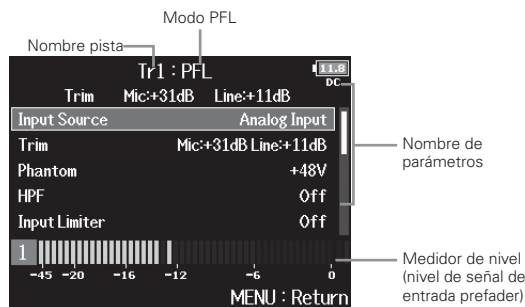 Modo PFL
Nombre pista
Tr1 : PFL
11.8
DC
Trim Mic:+31dB Line:+11dB
Input Source Analog Input
Trim Mic:+31dB Line:+11dB
Phantom +48V
HPF Off
Input Limiter Off
Nombre de
parámetros
1
-45 -20 -16 -12 -6 0
MENU : Return
Medidor de nivel
(nivel de señal de
entrada prefader)